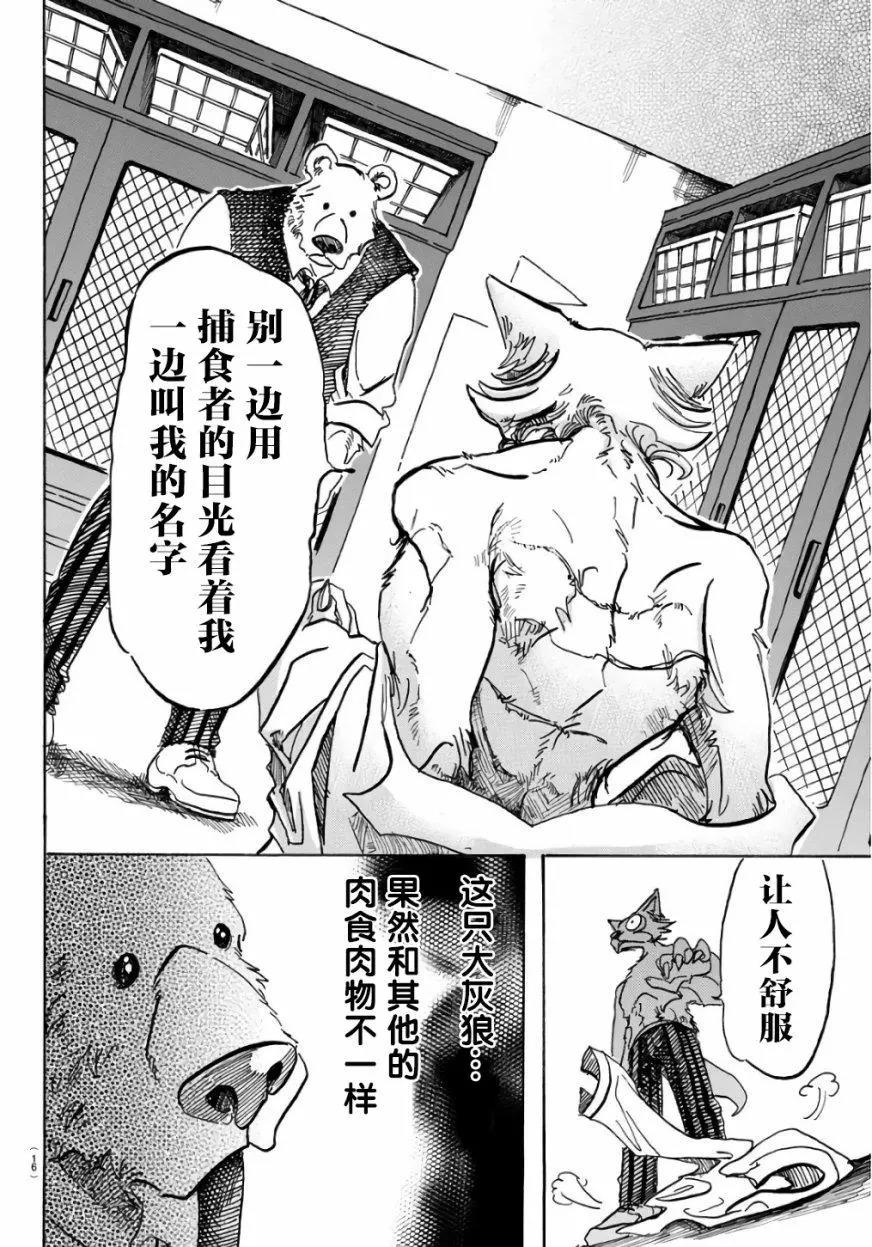 别一边用
捕食者的目光看着我
一边叫我的名字
让人不舒服
这只大灰狼…
果然和其他的
肉食肉物不一样
(16)